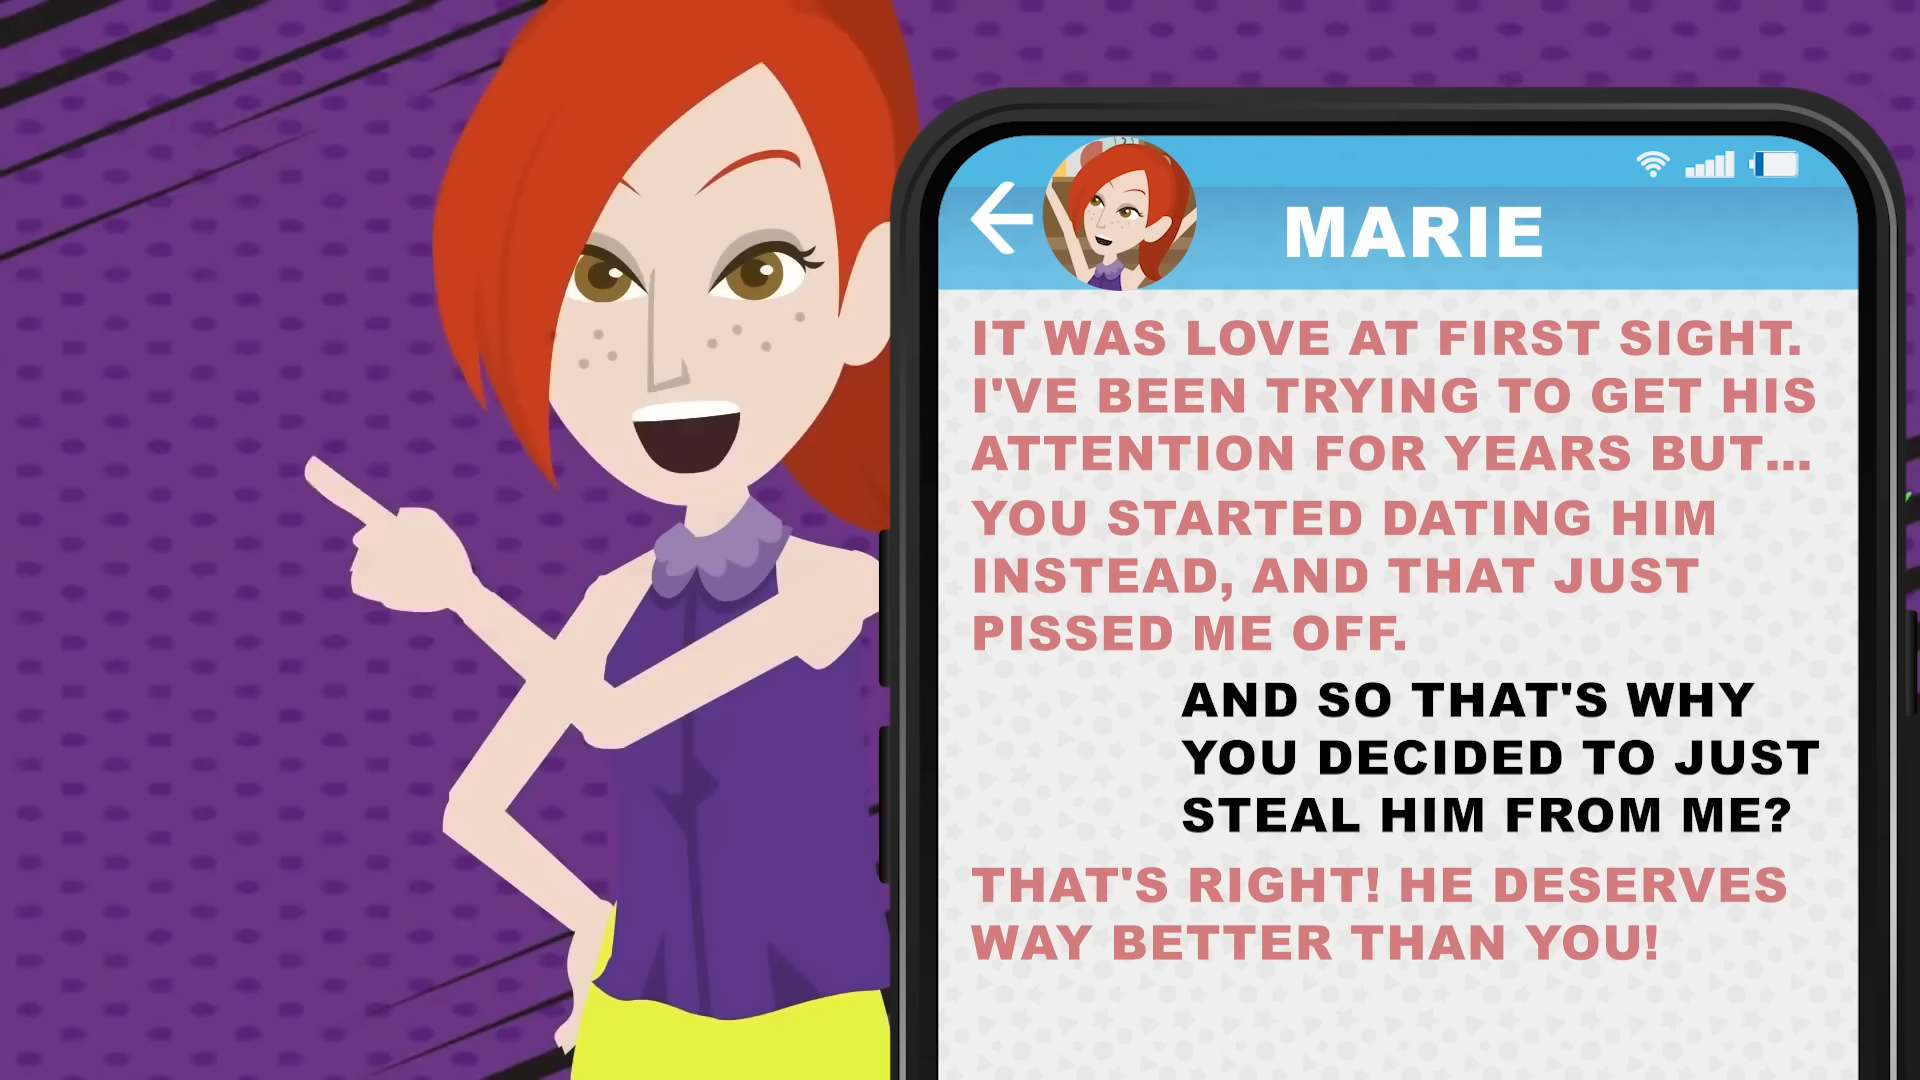 MARIE
IT WAS LOVE AT FIRST SIGHT.
I'VE BEEN TRYING TO GET HIS
ATTENTION FOR YEARS BUT...
YOU STARTED DATING HIM
INSTEAD, AND THAT JUST
PISSED ME OFF.
AND SO THAT'S WHY
YOU DECIDED TO JUST
STEAL HIM FROM ME?
THAT'S RIGHT! HE DESERVES
WAY BETTER THAN YOU!